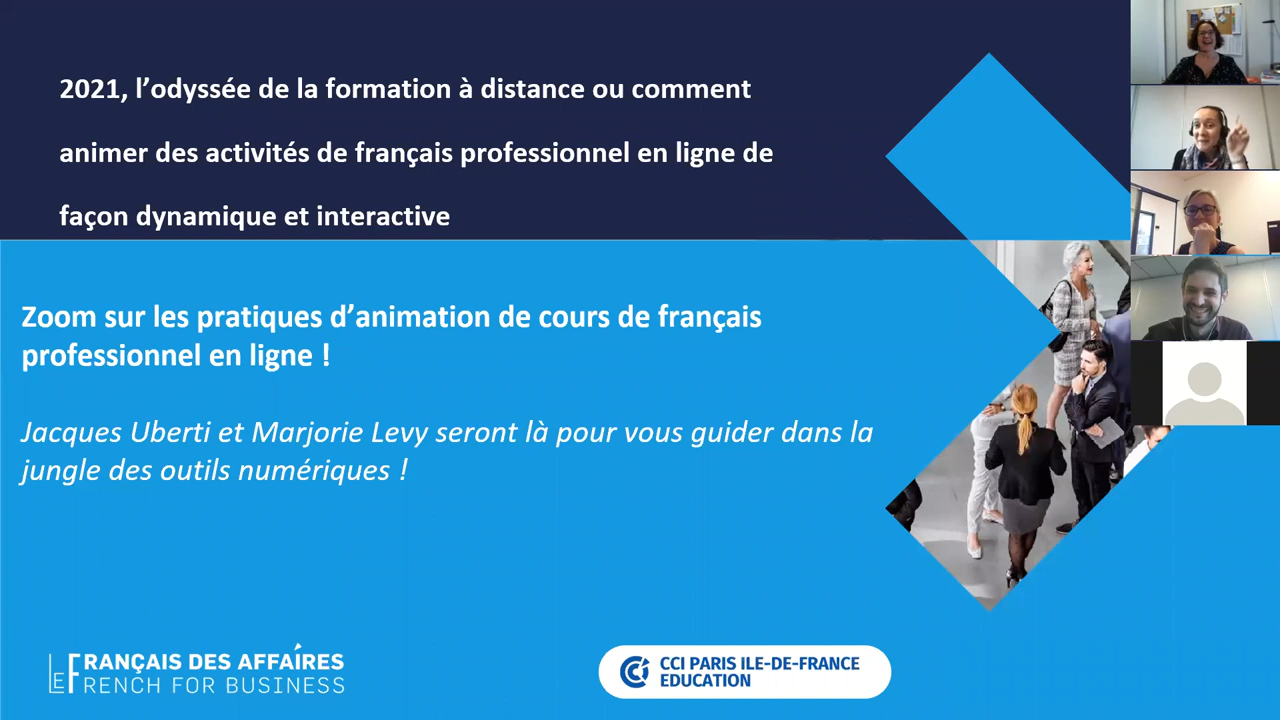 2021, l’odyssée de la formation à distance ou comment
animer des activités de français professionnel en ligne de
façon dynamique et interactive
Zoom sur les pratiques d’animation de cours de français
professionnel en ligne !
Jacques Uberti et Marjorie Levy seront là pour vous guider dans la
jungle des outils numériques !
LE FRANÇAIS DES AFFAIRES
FRENCH FOR BUSINESS
CCI PARIS ILE-DE-FRANCE
EDUCATION